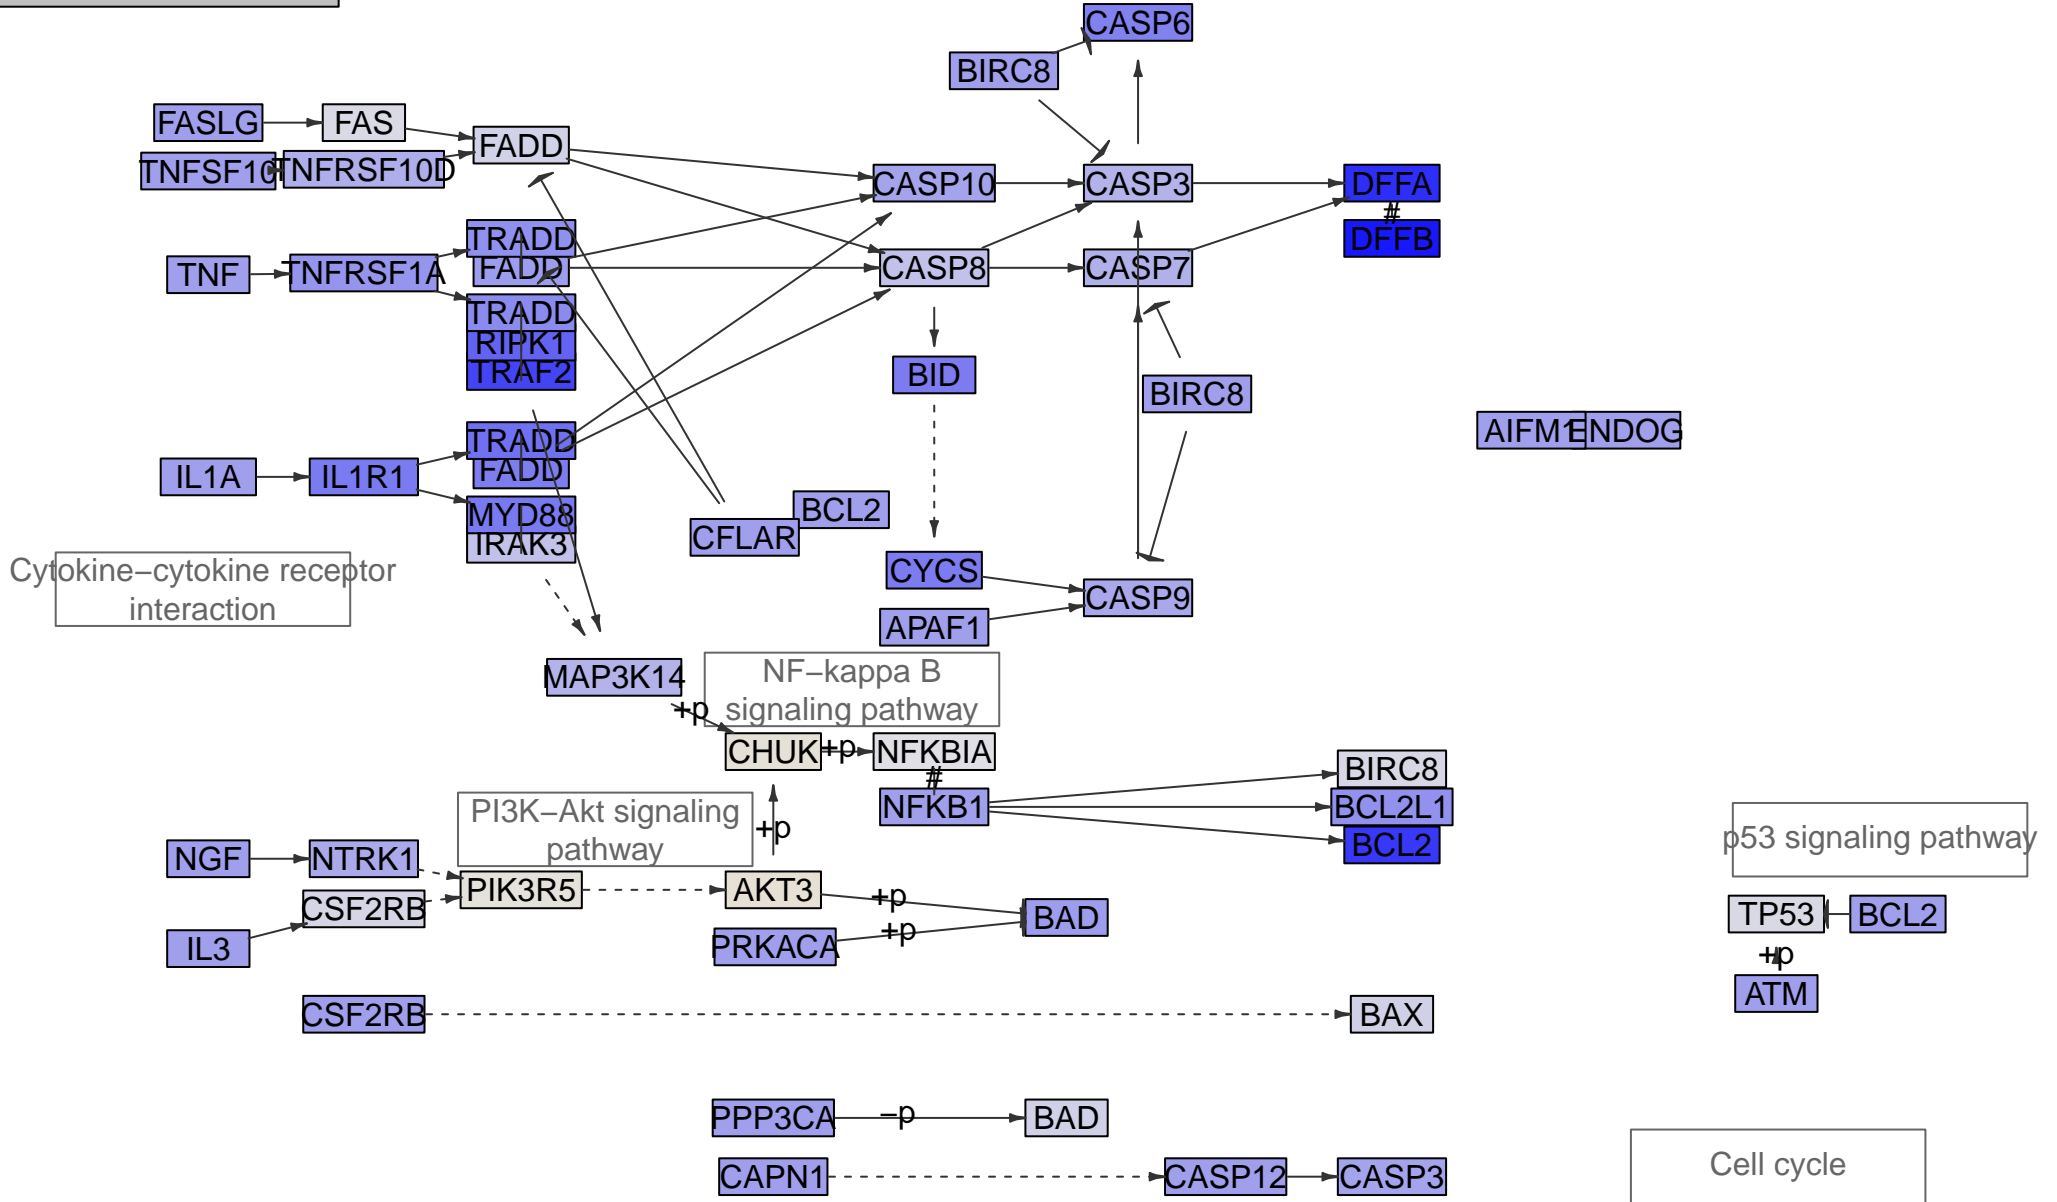 CASP6
BIRC8
FASLG
FAS
FADD
TNFSF10
TNFRSF10D
CASP10
CASP3
DFFA
#
DFFB
TRADD
FADD
TNF
TNFRSF1A
CASP8
CASP7
TRADD
RIPK1
TRAF2
BID
BIRC8
AIFM1
ENDOG
TRADD
FADD
IL1A
IL1R1
MYD88
IRAK3
BCL2
CFLAR
Cytokine−cytokine receptor
interaction
CYCS
CASP9
APAF1
MAP3K14
NF−kappa B
signaling pathway
+p
CHUK
+p
NFKBIA
#
NFKB1
BIRC8
BCL2L1
BCL2
PI3K−Akt signaling
pathway
+p
p53 signaling pathway
NGF
NTRK1
PIK3R5
AKT3
+p
CSF2RB
BAD
TP53
BCL2
IL3
PRKACA
+p
+p
ATM
CSF2RB
BAX
PPP3CA
−p
BAD
Cell cycle
CAPN1
CASP12
CASP3